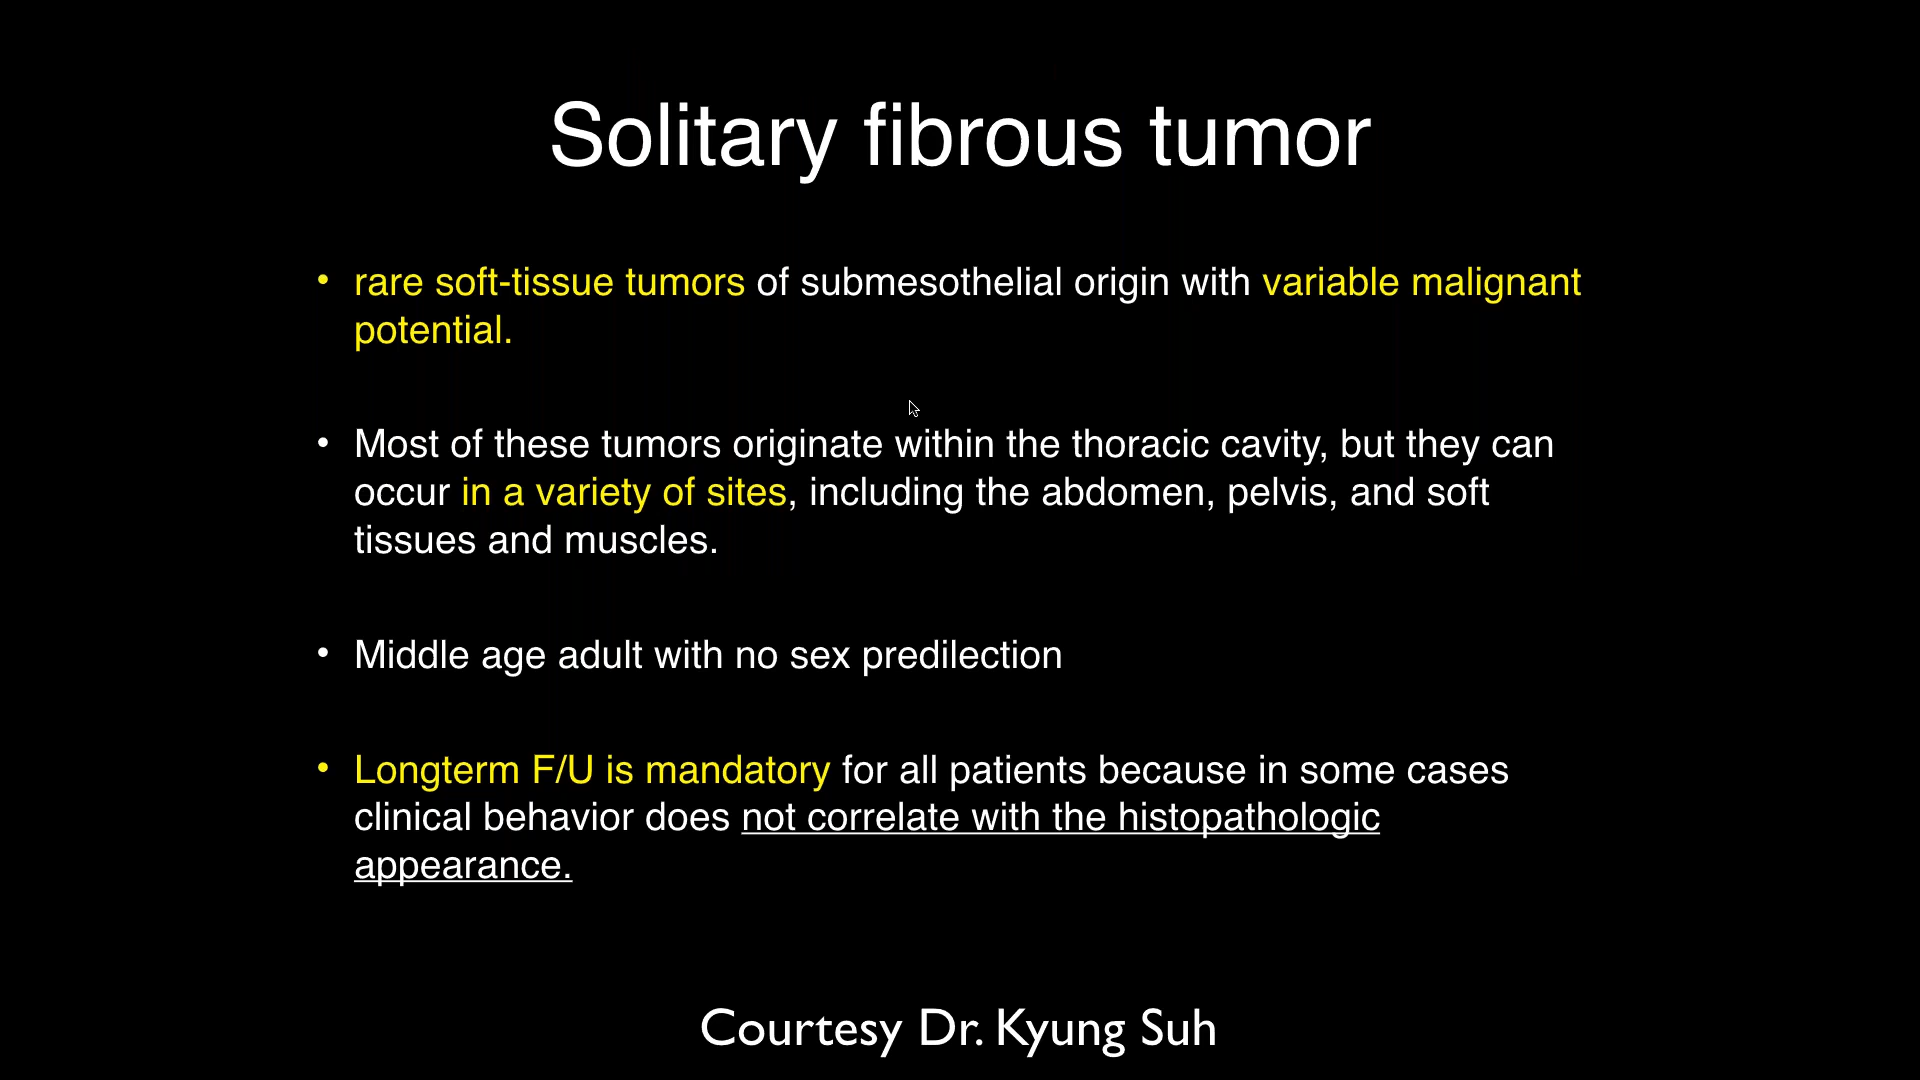 Solitary fibrous tumor
• rare soft-tissue tumors of submesothelial origin with variable malignant
potential.
• Most of these tumors originate within the thoracic cavity, but they can
occur in a variety of sites, including the abdomen, pelvis, and soft
tissues and muscles.
• Middle age adult with no sex predilection
• Longterm F/U is mandatory for all patients because in some cases
clinical behavior does not correlate with the histopathologic
appearance.
Courtesy Dr. Kyung Suh